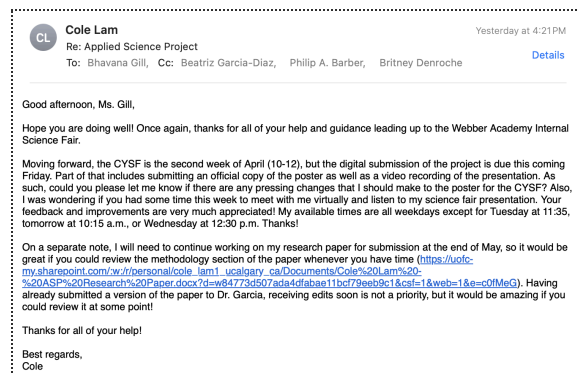 CL
Cole Lam
Yesterday at 4:21 PM
Re: Applied Science Project
Details
To: Bhavana Gill, Cc: Beatriz Garcia-Diaz, Philip A. Barber, Britney Denroche
Good afternoon, Ms. Gill,
Hope you are doing well! Once again, thanks for all of your help and guidance leading up to the Webber Academy Internal
Science Fair.
Moving forward, the CYSF is the second week of April (10-12), but the digital submission of the project is due this coming
Friday. Part of that includes submitting an official copy of the poster as well as a video recording of the presentation. As
such, could you please let me know if there are any pressing changes that I should make to the poster for the CYSF? Also,
I was wondering if you had some time this week to meet with me virtually and listen to my science fair presentation. Your
feedback and improvements are very much appreciated! My available times are all weekdays except for Tuesday at 11:35,
tomorrow at 10:15 a.m., or Wednesday at 12:30 p.m. Thanks!
On a separate note, I will need to continue working on my research paper for submission at the end of May, so it would be
great if you could review the methodology section of the paper whenever you have time (https://uofc-
my.sharepoint.com/:w:/r/personal/cole_lam1_ucalgary_ca/Documents/Cole%20Lam%20-
%20ASP%20Research%20Paper.docx?d=w84773d507ada4dfabae11bcf79eeb9c1&csf=1&web=1&e=c0fMeG). Having
already submitted a version of the paper to Dr. Garcia, receiving edits soon is not a priority, but it would be amazing if you
could review it at some point!
Thanks for all of your help!
Best regards,
Cole